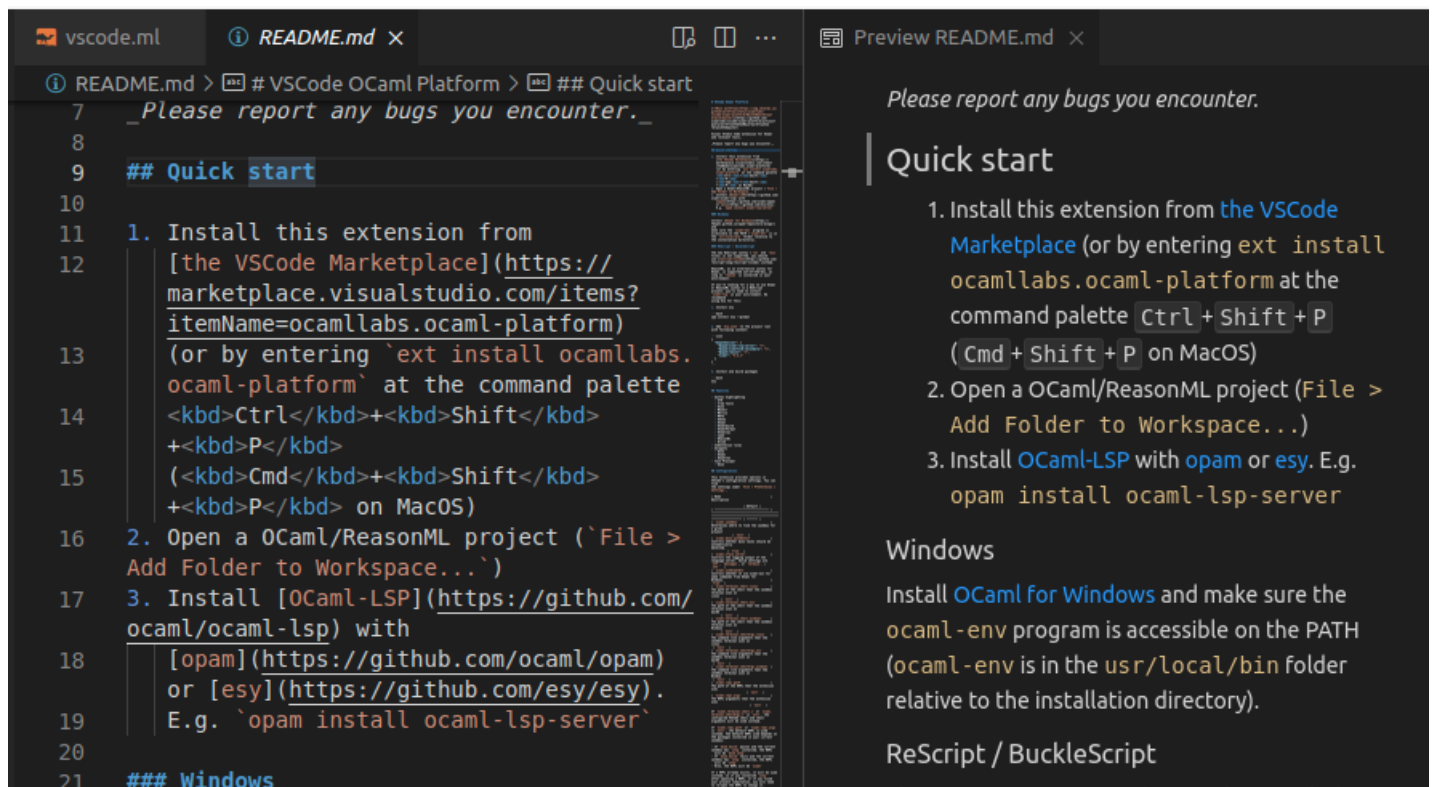 vscode.ml
README.md
README.md > # VSCode OCaml Platform > ## Quick start
7 _Please report any bugs you encounter._
8
9 ## Quick start
10
11 1. Install this extension from
12 [the VSCode Marketplace](https://
marketplace.visualstudio.com/items?
itemName=ocamllabs.ocaml-platform)
13 (or by entering `ext install ocamllabs.
ocaml-platform` at the command palette
14 <kbd>Ctrl</kbd>+<kbd>Shift</kbd>
+<kbd>P</kbd>
15 (<kbd>Cmd</kbd>+<kbd>Shift</kbd>
+<kbd>P</kbd> on MacOS)
16 2. Open a OCaml/ReasonML project (`File >
Add Folder to Workspace...`)
17 3. Install [OCaml-LSP](https://github.com/
ocaml/ocaml-lsp) with
18 [opam](https://github.com/ocaml/opam)
or [esy](https://github.com/esy/esy).
19 E.g. `opam install ocaml-lsp-server`
20
21 ### Windows
Preview README.md
Please report any bugs you encounter.
Quick start
1. Install this extension from the VSCode
Marketplace (or by entering ext install
ocamllabs.ocaml-platform at the
command palette Ctrl+Shift+P
(Cmd+Shift+P on MacOS)
2. Open a OCaml/ReasonML project (File >
Add Folder to Workspace...)
3. Install OCaml-LSP with opam or esy. E.g.
opam install ocaml-lsp-server
Windows
Install OCaml for Windows and make sure the
ocaml-env program is accessible on the PATH
(ocaml-env is in the usr/local/bin folder
relative to the installation directory).
ReScript / BuckleScript